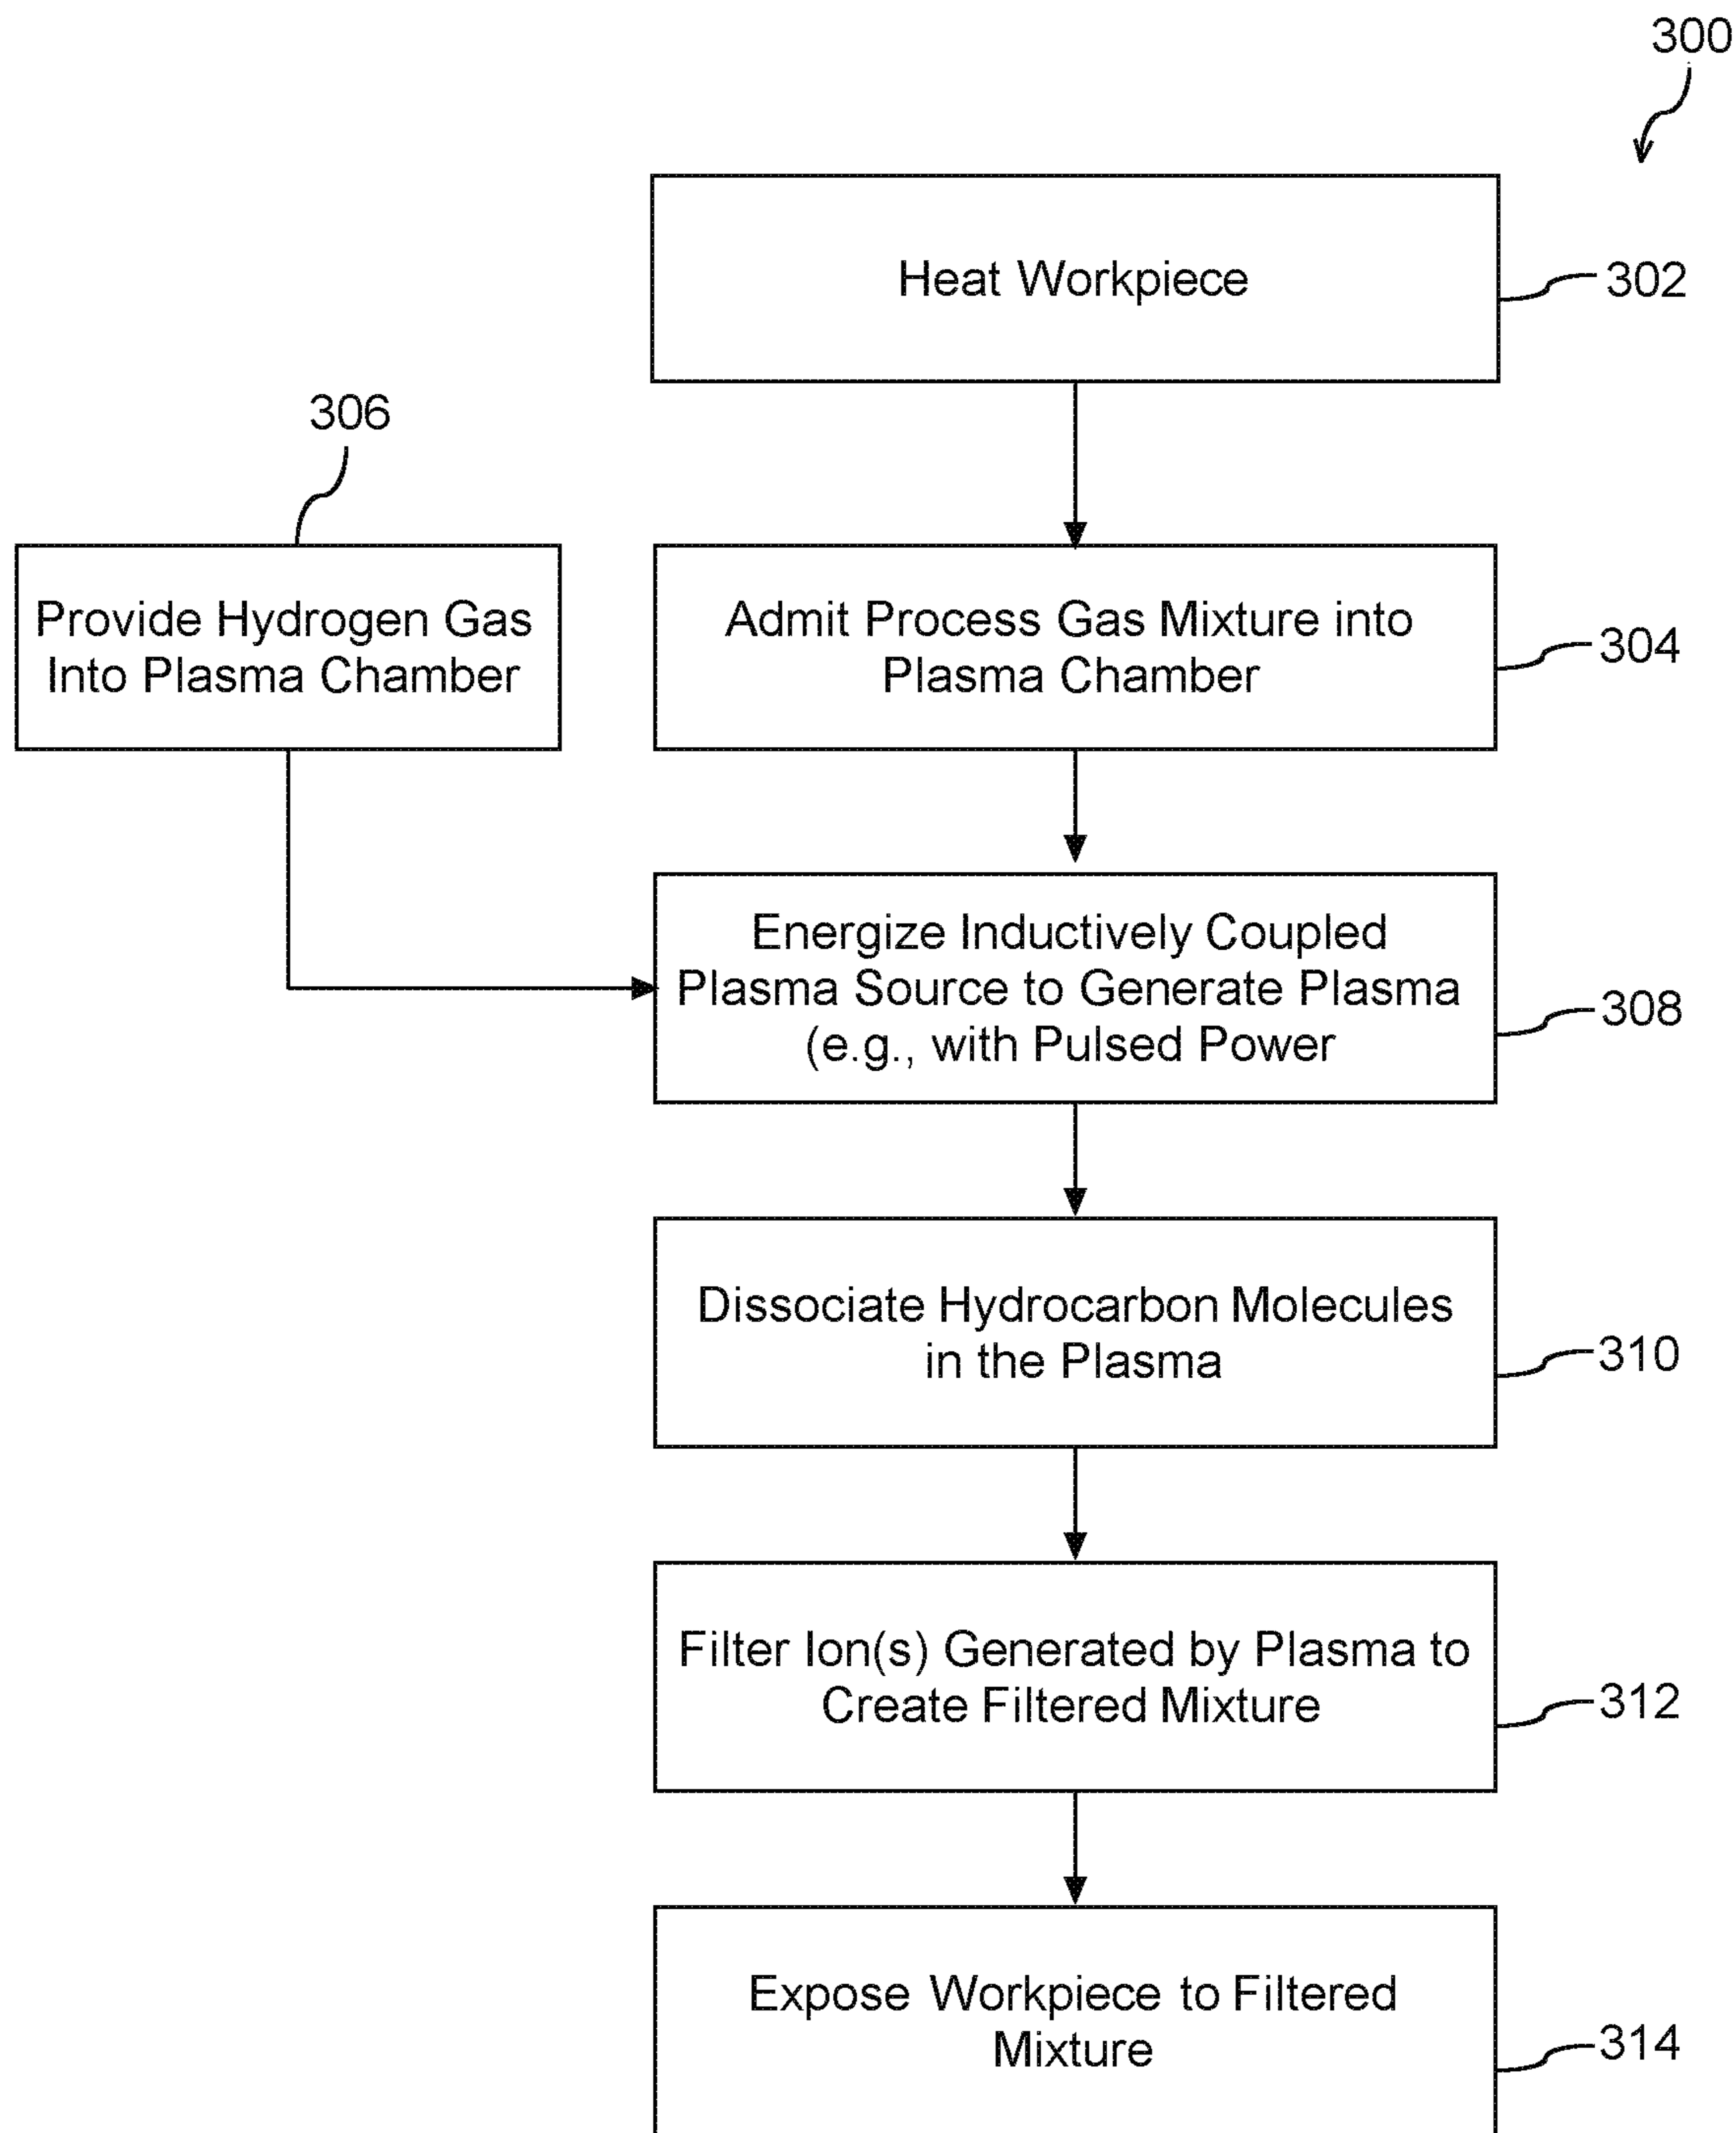 300
Heat Workpiece
302
306
Provide Hydrogen Gas
Into Plasma Chamber
Admit Process Gas Mixture into
Plasma Chamber
304
Energize Inductively Coupled
Plasma Source to Generate Plasma
(e.g., with Pulsed Power
308
Dissociate Hydrocarbon Molecules
in the Plasma
310
Filter Ion(s) Generated by Plasma to
Create Filtered Mixture
312
Expose Workpiece to Filtered
Mixture
314